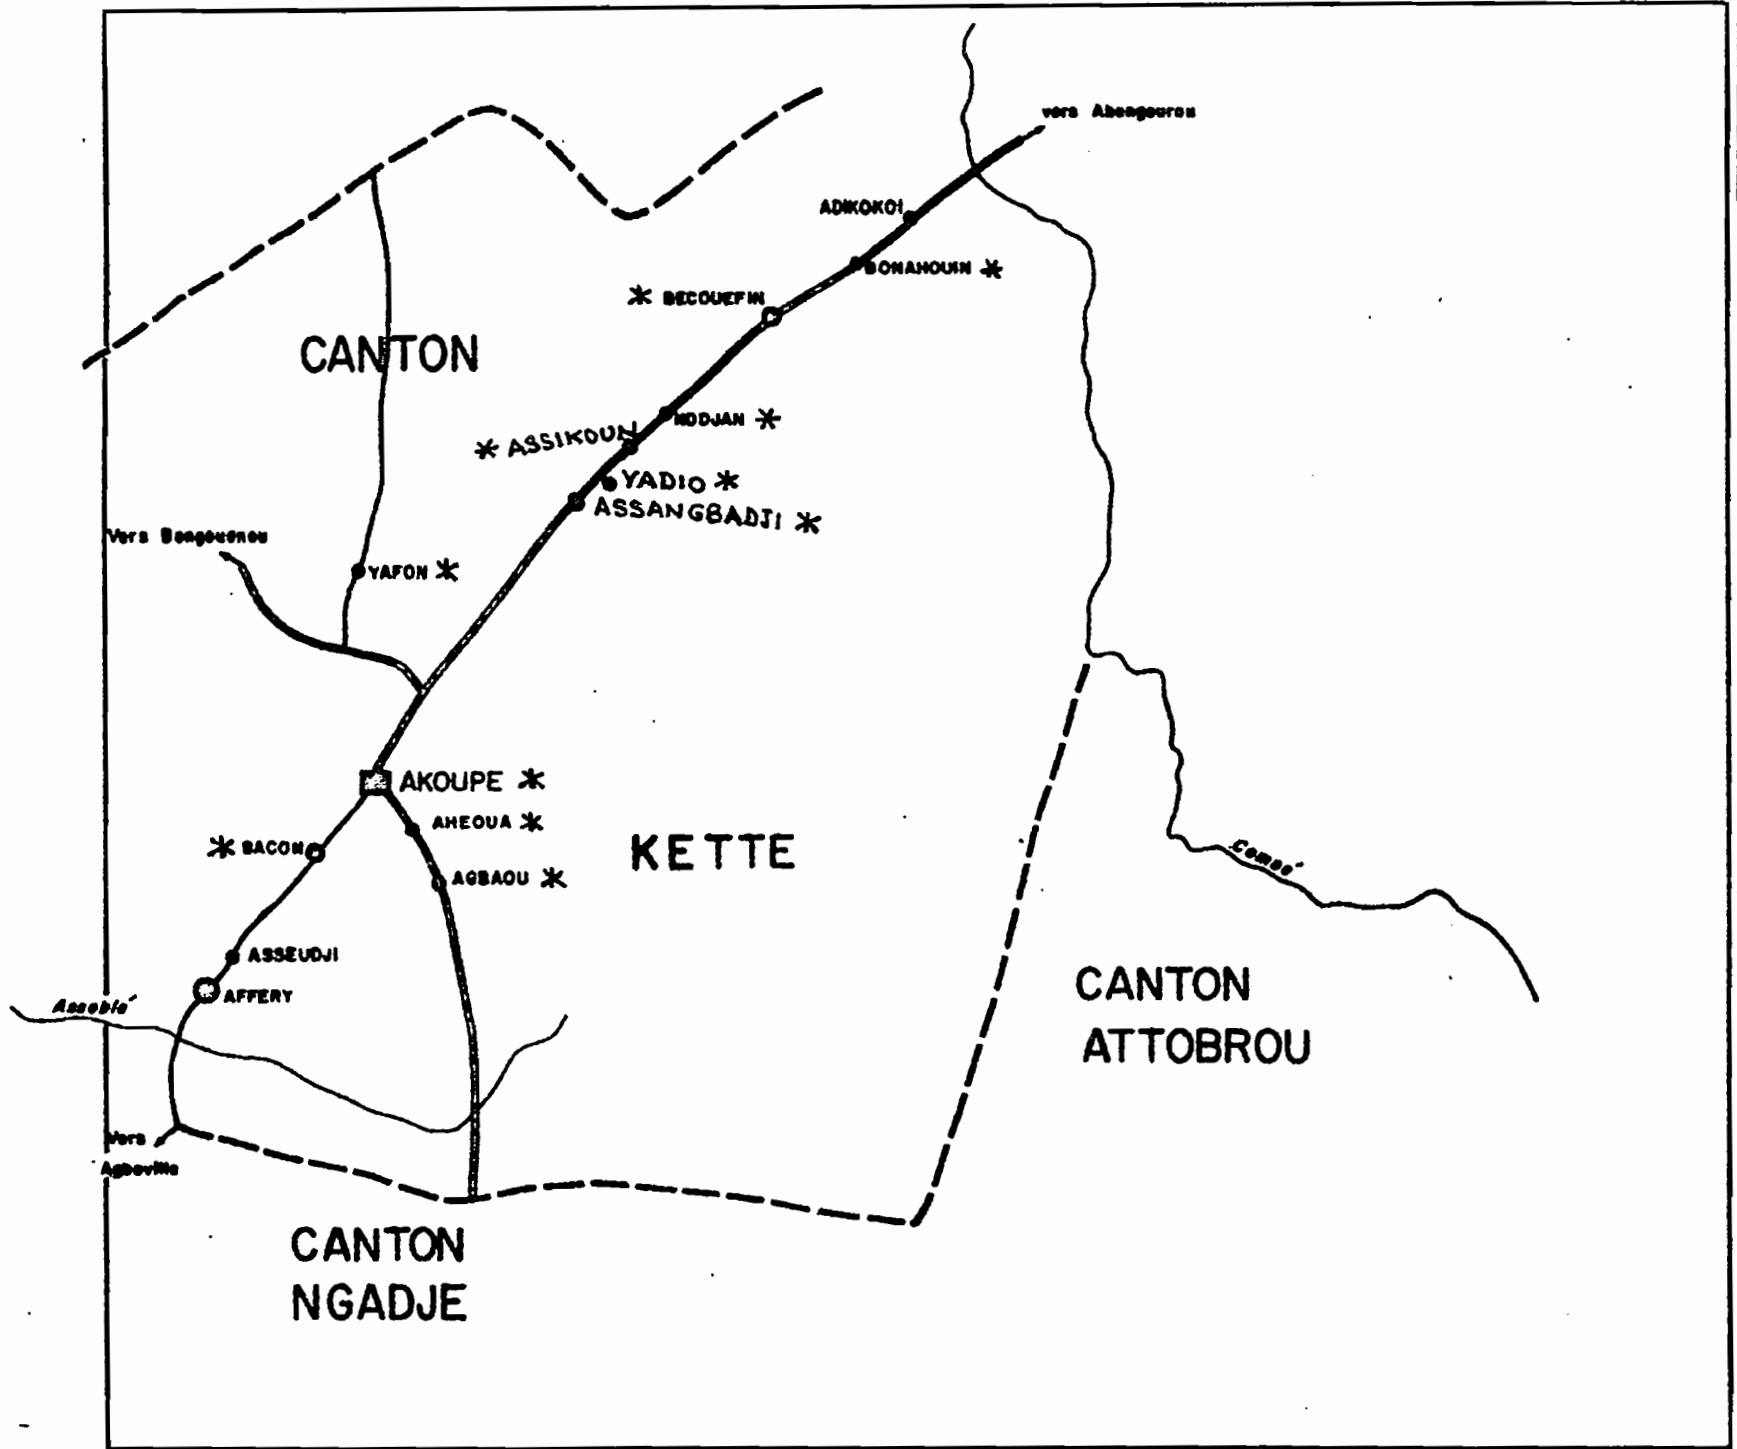 vers Abengourou
ADIKOKOI
BONAHOUIN *
* BECOUEFIN
CANTON
NODJAN *
* ASSIKOUN
YADIO *
ASSANGBADJI *
Vers Bongouanou
YAFON *
AKOUPE *
AHEOUA *
* BACON
KETTE
Comoé
AGBAOU *
ASSEUDJI
CANTON
AFFERY
ATTOBROU
Vers
Agboville
CANTON
NGADJE